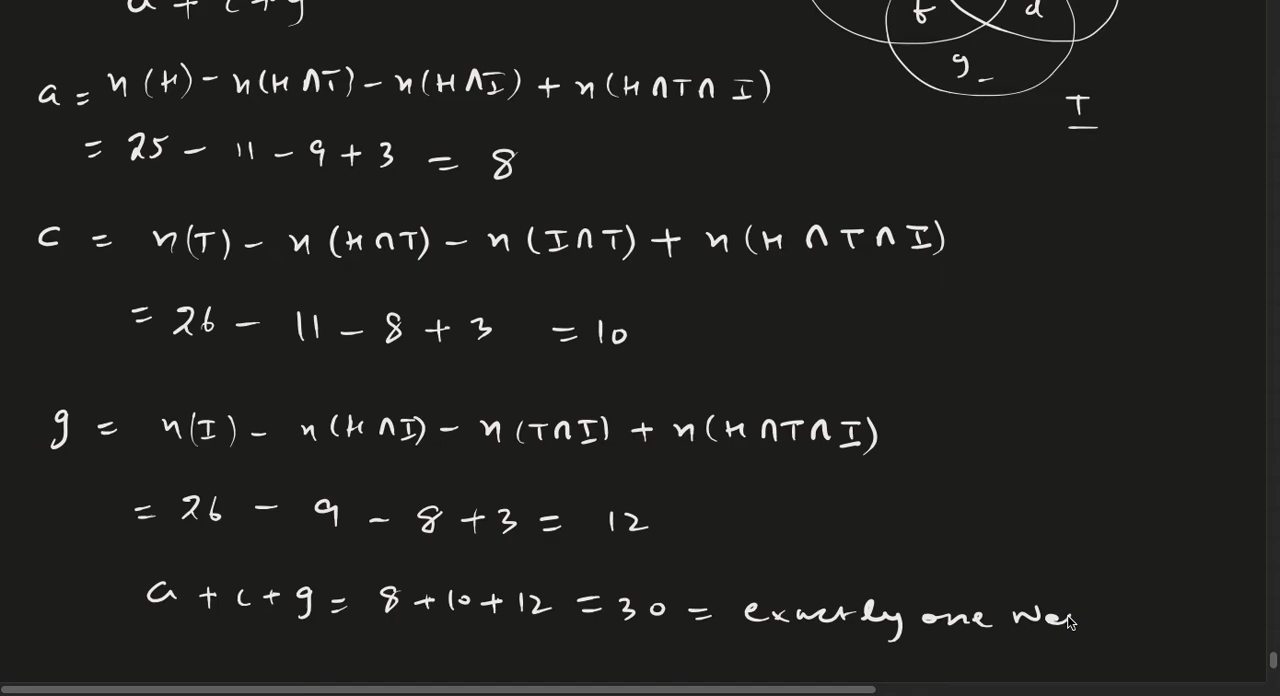 a + c + g
f d
g
T
a = n(H) - n(H∩T) - n(H∩I) + n(H∩T∩I)
= 25 - 11 - 9 + 3 = 8
c = n(T) - n(H∩T) - n(I∩T) + n(H∩T∩I)
= 26 - 11 - 8 + 3 = 10
g = n(I) - n(H∩I) - n(T∩I) + n(H∩T∩I)
= 26 - 9 - 8 + 3 = 12
a + c + g = 8 + 10 + 12 = 30 = exactly one